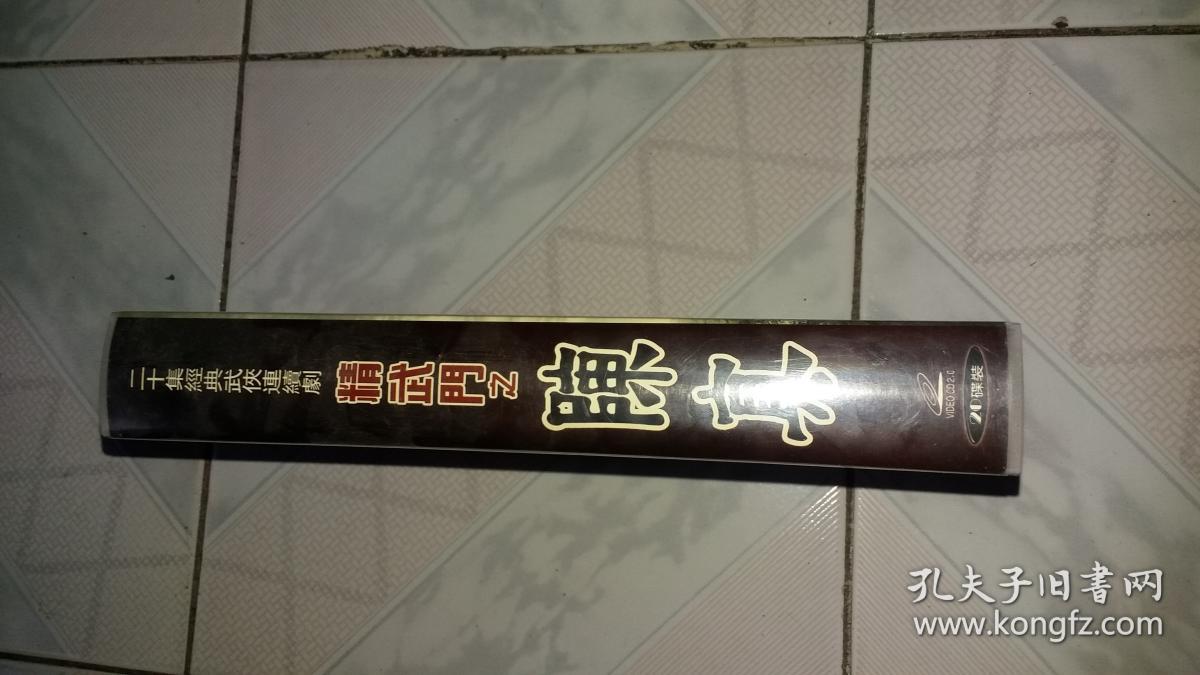 二十集經典武俠連續劇
精武門之
陳真
VIDEO CD 2.0
20碟裝
孔夫子旧書网
www.kongfz.com